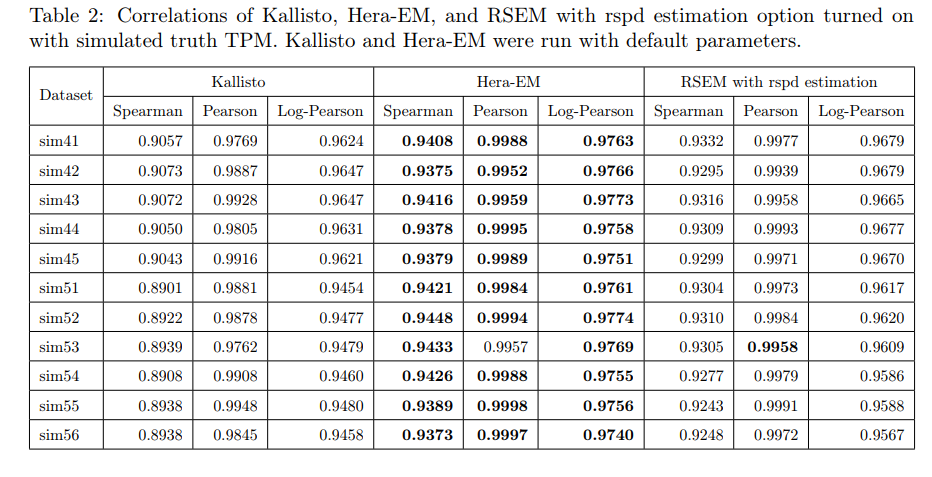 Table 2: Correlations of Kallisto, Hera-EM, and RSEM with rspd estimation option turned on
with simulated truth TPM. Kallisto and Hera-EM were run with default parameters.
Dataset Kallisto Hera-EM RSEM with rspd estimation
Spearman Pearson Log-Pearson Spearman Pearson Log-Pearson Spearman Pearson Log-Pearson
sim41 0.9057 0.9769 0.9624 0.9408 0.9988 0.9763 0.9332 0.9977 0.9679
sim42 0.9073 0.9887 0.9647 0.9375 0.9952 0.9766 0.9295 0.9939 0.9679
sim43 0.9072 0.9928 0.9647 0.9416 0.9959 0.9773 0.9316 0.9958 0.9665
sim44 0.9050 0.9805 0.9631 0.9378 0.9995 0.9758 0.9309 0.9993 0.9677
sim45 0.9043 0.9916 0.9621 0.9379 0.9989 0.9751 0.9299 0.9971 0.9670
sim51 0.8901 0.9881 0.9454 0.9421 0.9984 0.9761 0.9304 0.9973 0.9617
sim52 0.8922 0.9878 0.9477 0.9448 0.9994 0.9774 0.9310 0.9984 0.9620
sim53 0.8939 0.9762 0.9479 0.9433 0.9957 0.9769 0.9305 0.9958 0.9609
sim54 0.8908 0.9908 0.9460 0.9426 0.9988 0.9755 0.9277 0.9979 0.9586
sim55 0.8938 0.9948 0.9480 0.9389 0.9998 0.9756 0.9243 0.9991 0.9588
sim56 0.8938 0.9845 0.9458 0.9373 0.9997 0.9740 0.9248 0.9972 0.9567